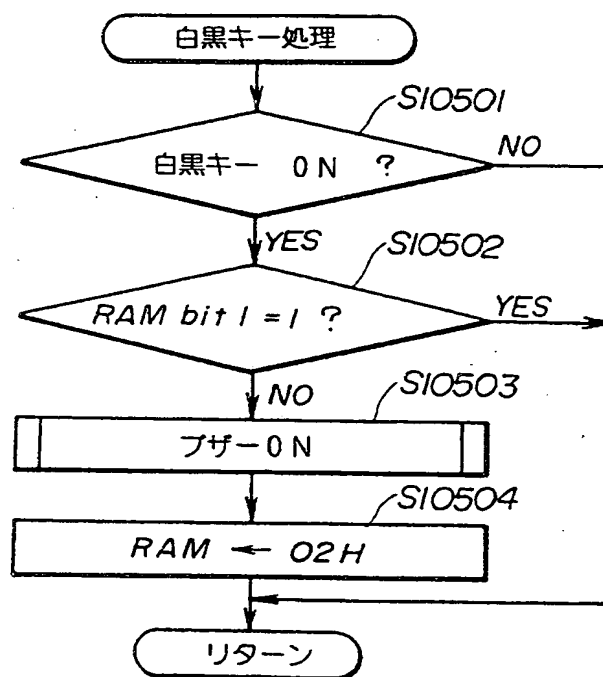 白黒キー処理
S10501
白黒キー ON ?
NO
YES
S10502
RAM bit 1 = 1 ?
YES
NO
S10503
ブザーON
S10504
RAM ← 02H
リターン